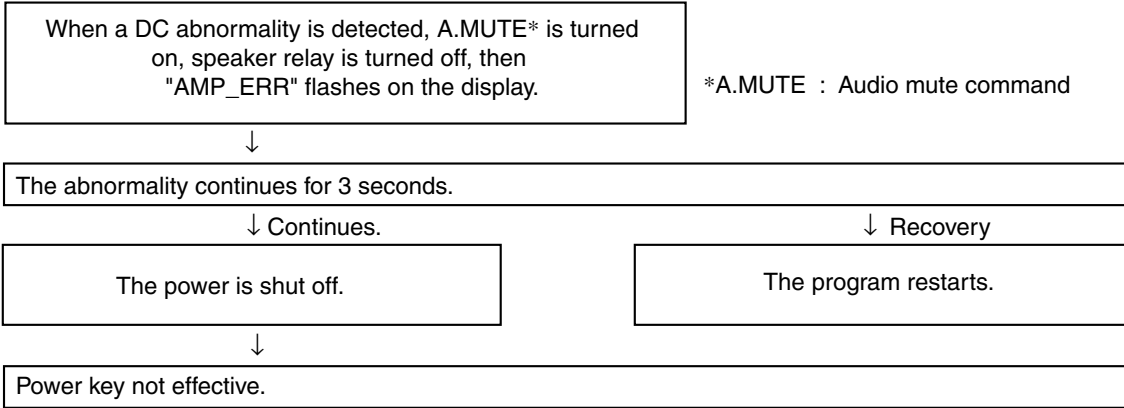 When a DC abnormality is detected, A.MUTE* is turned
on, speaker relay is turned off, then
"AMP_ERR" flashes on the display.
*A.MUTE : Audio mute command
↓
The abnormality continues for 3 seconds.
↓ Continues.
↓ Recovery
The power is shut off.
The program restarts.
↓
Power key not effective.